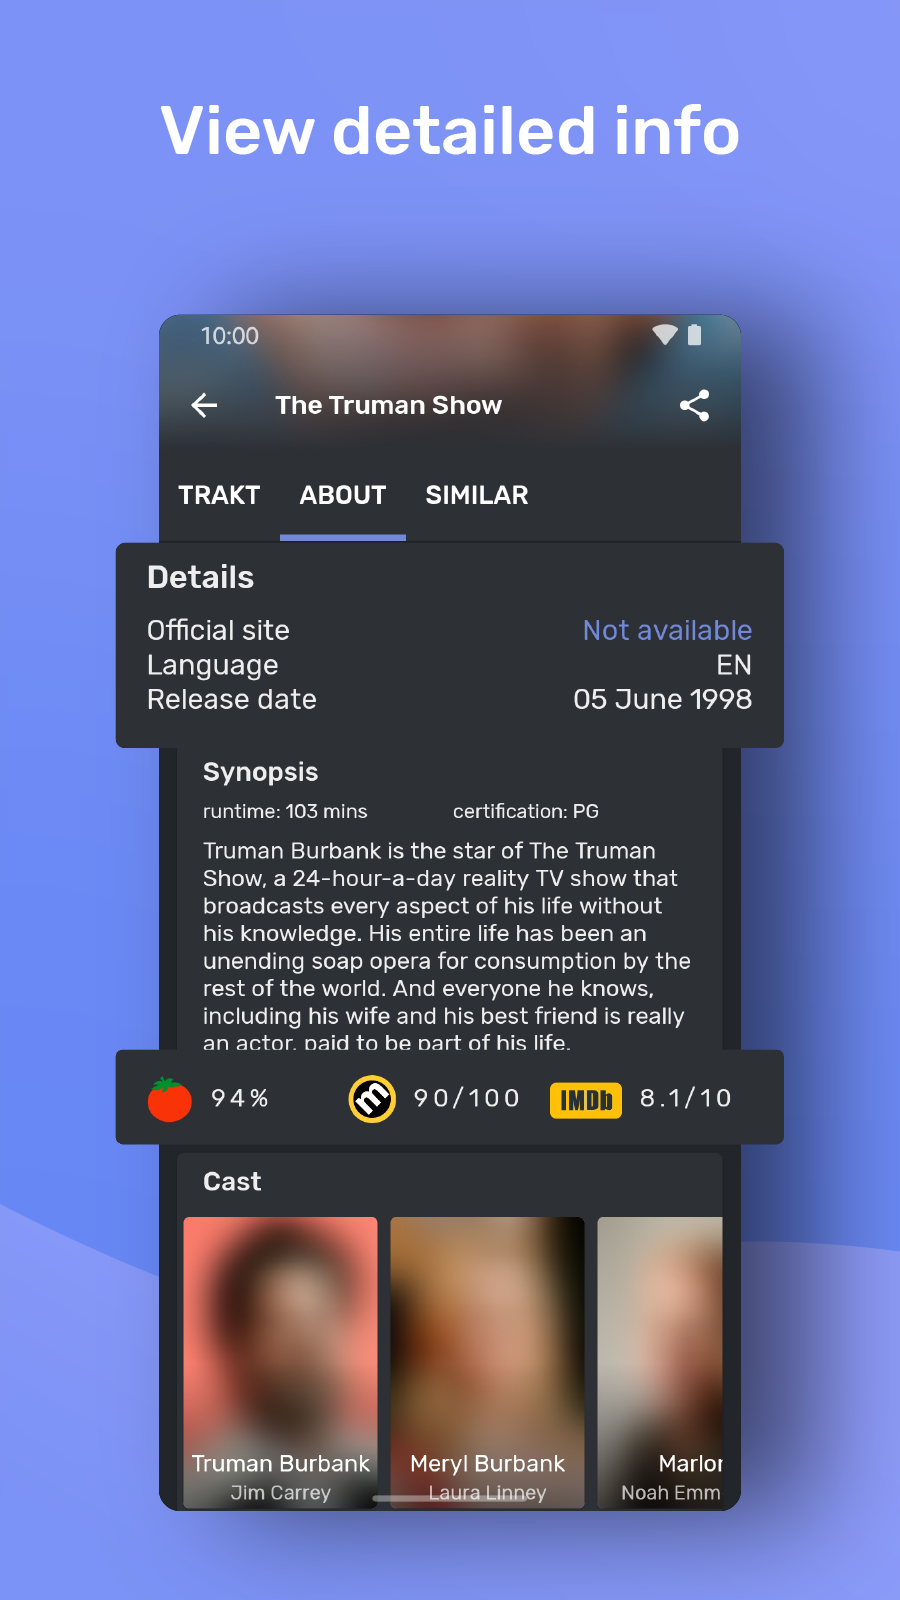 View detailed info
10:00
The Truman Show
TRAKT ABOUT SIMILAR
Details
Official site Not available
Language EN
Release date 05 June 1998
Synopsis
runtime: 103 mins certification: PG
Truman Burbank is the star of The Truman
Show, a 24-hour-a-day reality TV show that
broadcasts every aspect of his life without
his knowledge. His entire life has been an
unending soap opera for consumption by the
rest of the world. And everyone he knows,
including his wife and his best friend is really
an actor, paid to be part of his life.
94% m 90/100 IMDb 8.1/10
Cast
Truman Burbank Meryl Burbank Marlor
Jim Carrey Laura Linney Noah Emm